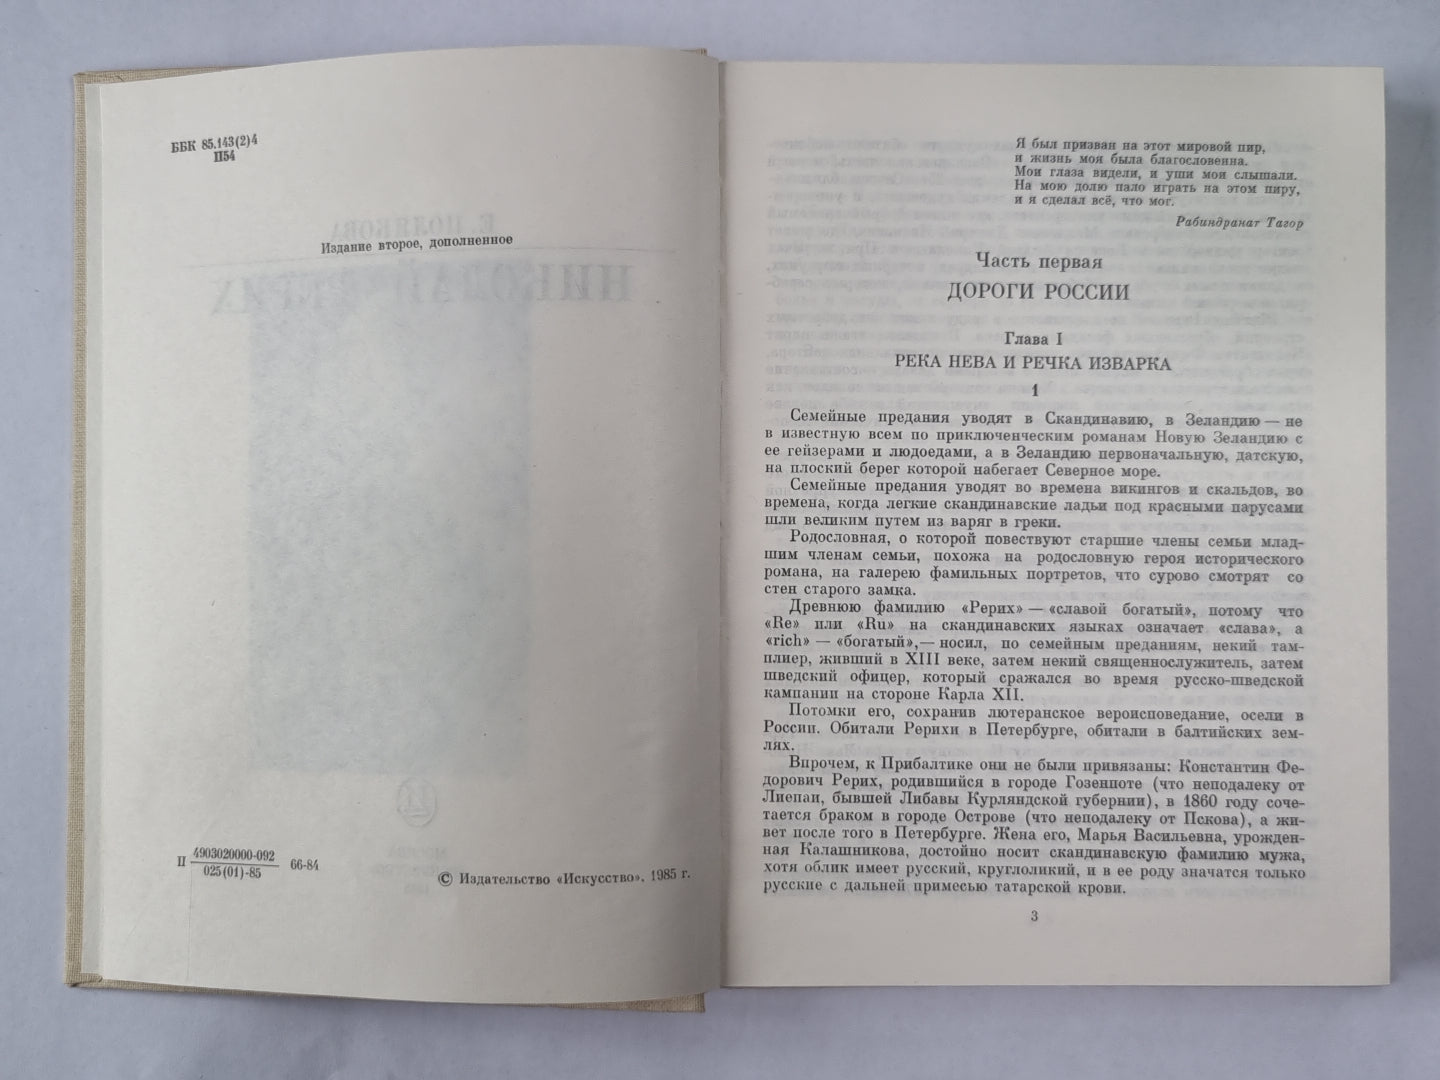 ББК 85.143(2)4
П54
Издание второе, дополненное
П 4903020000-092 66-84
025(01)-85
© Издательство «Искусство». 1985 г.
Я был призван на этот мировой пир,
и жизнь моя была благословенна.
Мои глаза видели, и уши мои слышали.
На мою долю пало играть на этом пиру,
и я сделал всё, что мог.
Рабиндранат Тагор
Часть первая
ДОРОГИ РОССИИ
Глава I
РЕКА НЕВА И РЕЧКА ИЗВАРКА
1
Семейные предания уводят в Скандинавию, в Зеландию — не
в известную всем по приключенческим романам Новую Зеландию с
ее гейзерами и людоедами, а в Зеландию первоначальную, датскую,
на плоский берег которой набегает Северное море.
Семейные предания уводят во времена викингов и скальдов, во
времена, когда легкие скандинавские ладьи под красными парусами
шли великим путем из варяг в греки.
Родословная, о которой повествуют старшие члены семьи млад-
шим членам семьи, похожа на родословную героя исторического
романа, на галерею фамильных портретов, что сурово смотрят со
стен старого замка.
Древнюю фамилию «Рерих» — «славой богатый», потому что
«Re» или «Ru» на скандинавских языках означает «слава», а
«rich» — «богатый», — носил, по семейным преданиям, некий там-
плиер, живший в XIII веке, затем некий священнослужитель, затем
шведский офицер, который сражался во время русско-шведской
кампании на стороне Карла XII.
Потомки его, сохранив лютеранское вероисповедание, осели в
России. Обитали Рерихи в Петербурге, обитали в балтийских зем-
лях.
Впрочем, к Прибалтике они не были привязаны: Константин Фе-
дорович Рерих, родившийся в городе Гозенпоте (что неподалеку от
Лиепаи, бывшей Либавы Курляндской губернии), в 1860 году соче-
тается браком в городе Острове (что неподалеку от Пскова), а жи-
вет после того в Петербурге. Жена его, Марья Васильевна, урожден-
ная Калашникова, достойно носит скандинавскую фамилию мужа,
хотя облик имеет русский, круглоликий, и в ее роду значатся только
русские с дальней примесью татарской крови.
3